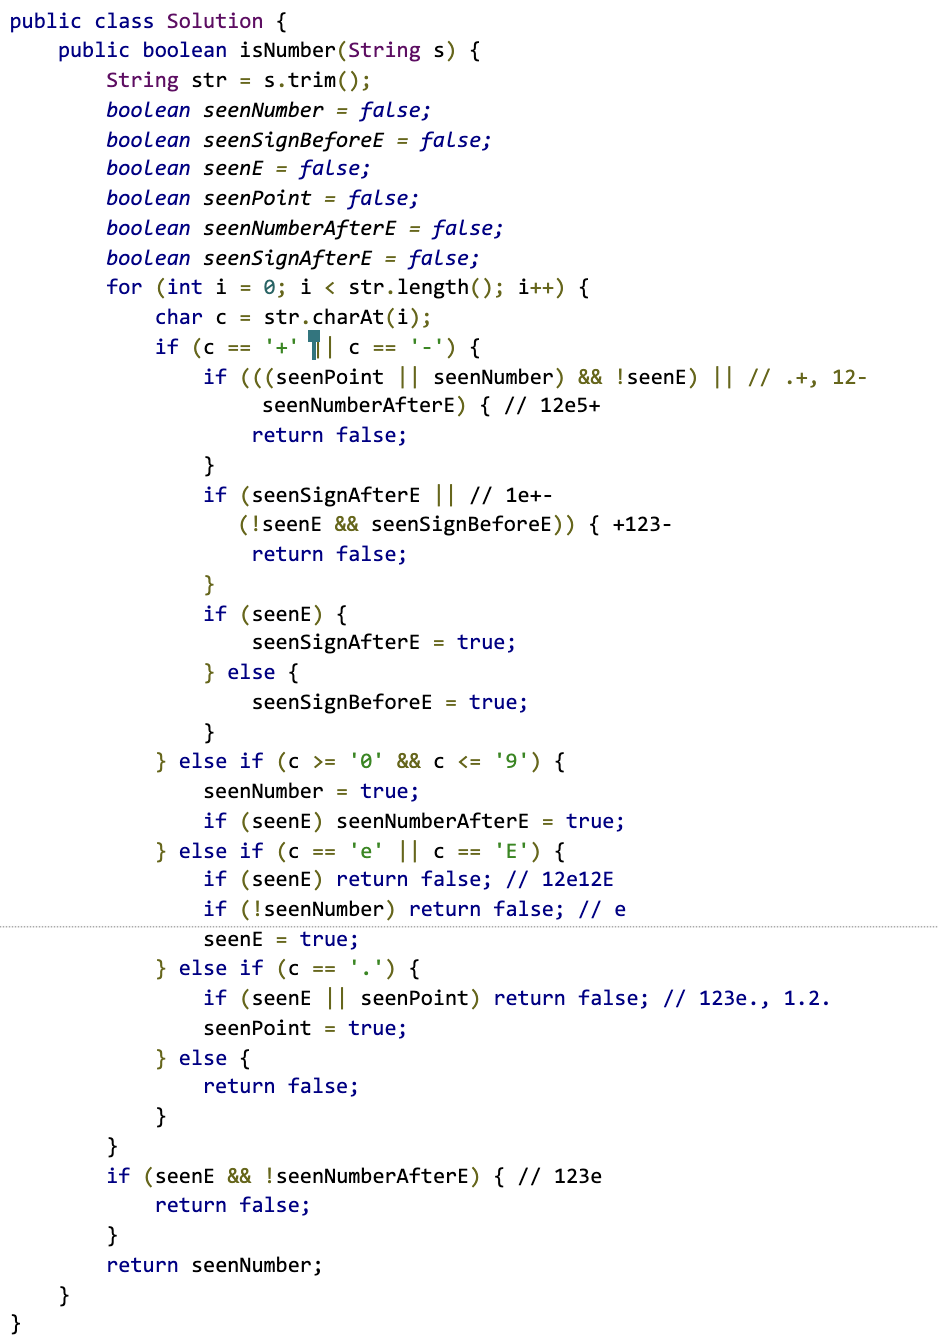 public class Solution {
    public boolean isNumber(String s) {
        String str = s.trim();
        boolean seenNumber = false;
        boolean seenSignBeforeE = false;
        boolean seenE = false;
        boolean seenPoint = false;
        boolean seenNumberAfterE = false;
        boolean seenSignAfterE = false;
        for (int i = 0; i < str.length(); i++) {
            char c = str.charAt(i);
            if (c == '+' || c == '-') {
                if (((seenPoint || seenNumber) && !seenE) || // .+, 12-
                     seenNumberAfterE) { // 12e5+
                    return false;
                }
                if (seenSignAfterE || // 1e+-
                   (!seenE && seenSignBeforeE)) { +123-
                    return false;
                }
                if (seenE) {
                    seenSignAfterE = true;
                } else {
                    seenSignBeforeE = true;
                }
            } else if (c >= '0' && c <= '9') {
                seenNumber = true;
                if (seenE) seenNumberAfterE = true;
            } else if (c == 'e' || c == 'E') {
                if (seenE) return false; // 12e12E
                if (!seenNumber) return false; // e
                seenE = true;
            } else if (c == '.') {
                if (seenE || seenPoint) return false; // 123e., 1.2.
                seenPoint = true;
            } else {
                return false;
            }
        }
        if (seenE && !seenNumberAfterE) { // 123e
            return false;
        }
        return seenNumber;
    }
}